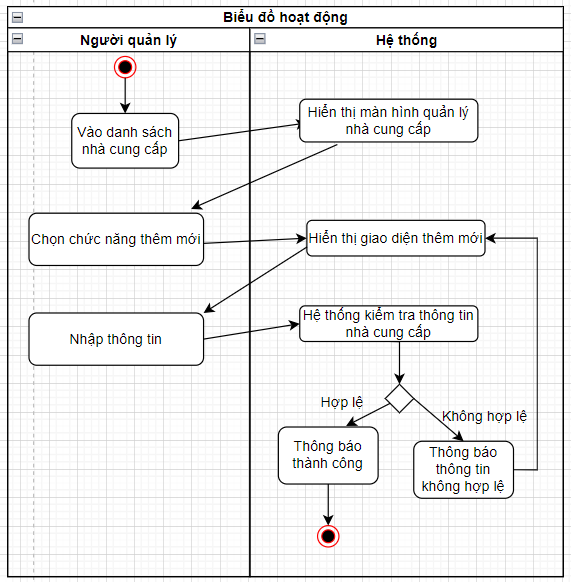 Biểu đồ hoạt động
Người quản lý
Hệ thống
Vào danh sách
nhà cung cấp
Hiển thị màn hình quản lý
nhà cung cấp
Chọn chức năng thêm mới
Hiển thị giao diện thêm mới
Nhập thông tin
Hệ thống kiểm tra thông tin
nhà cung cấp
Hợp lệ
Không hợp lệ
Thông báo
thành công
Thông báo
thông tin
không hợp lệ